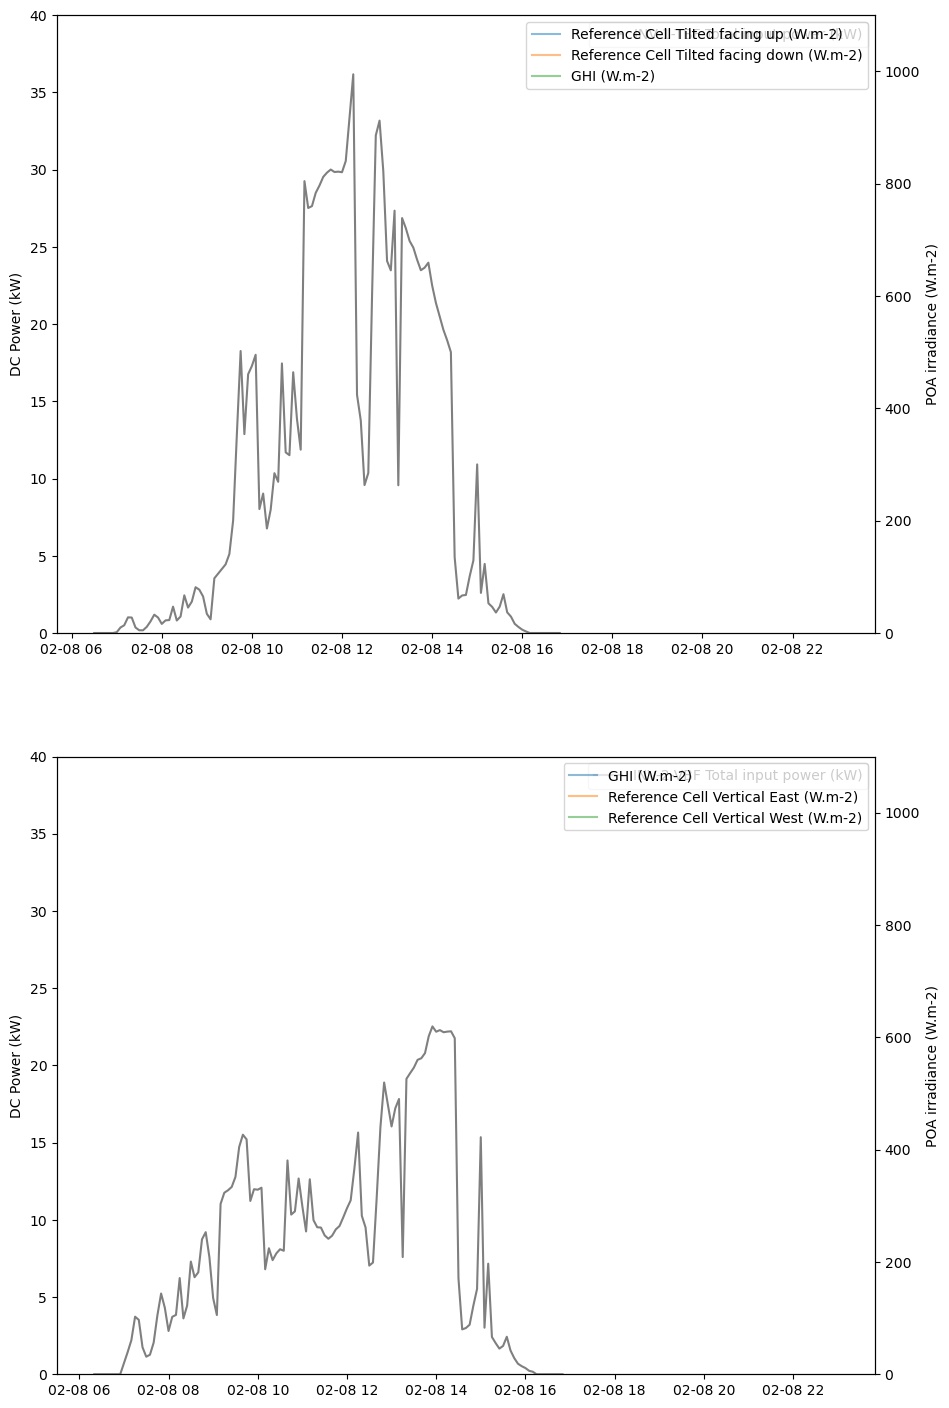 40
35
30
25
20
15
10
5
0
DC Power (kW)
Reference Cell Tilted facing up (W.m-2)
Reference Cell Tilted facing down (W.m-2)
GHI (W.m-2)
1000
800
600
400
200
0
POA irradiance (W.m-2)
02-08 06 02-08 08 02-08 10 02-08 12 02-08 14 02-08 16 02-08 18 02-08 20 02-08 22
40
35
30
25
20
15
10
5
0
DC Power (kW)
GHI (W.m-2) Total input power (kW)
Reference Cell Vertical East (W.m-2)
Reference Cell Vertical West (W.m-2)
1000
800
600
400
200
0
POA irradiance (W.m-2)
02-08 06 02-08 08 02-08 10 02-08 12 02-08 14 02-08 16 02-08 18 02-08 20 02-08 22